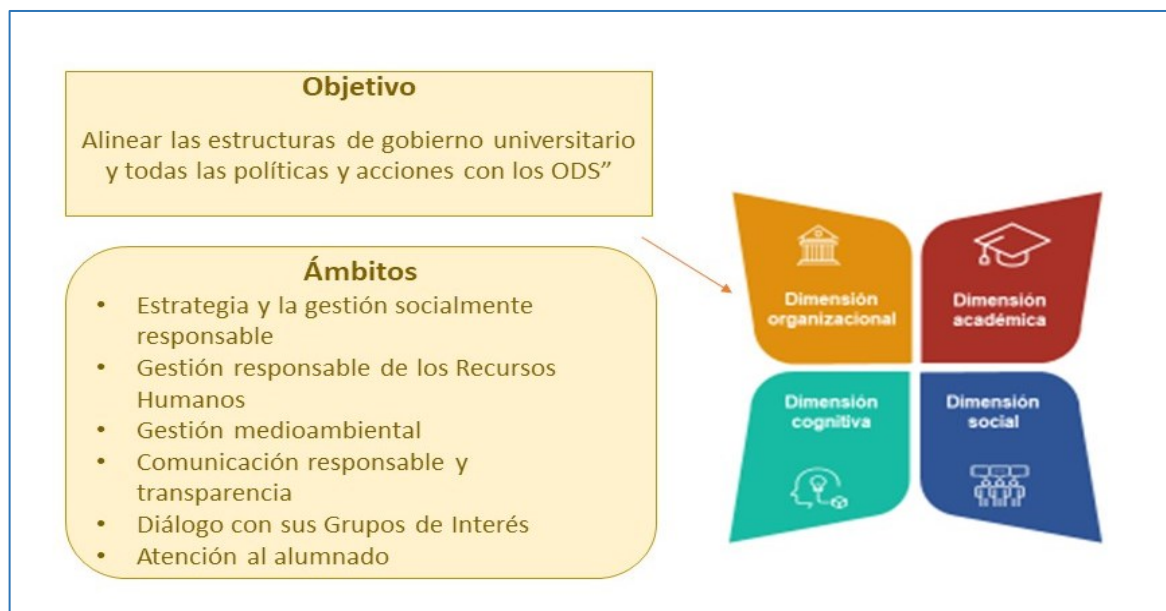 Objetivo
Alinear las estructuras de gobierno universitario
y todas las políticas y acciones con los ODS”
Ámbitos
• Estrategia y la gestión socialmente
responsable
• Gestión responsable de los Recursos
Humanos
• Gestión medioambiental
• Comunicación responsable y
transparencia
• Diálogo con sus Grupos de Interés
• Atención al alumnado
Dimensión
organizacional
Dimensión
académica
Dimensión
cognitiva
Dimensión
social